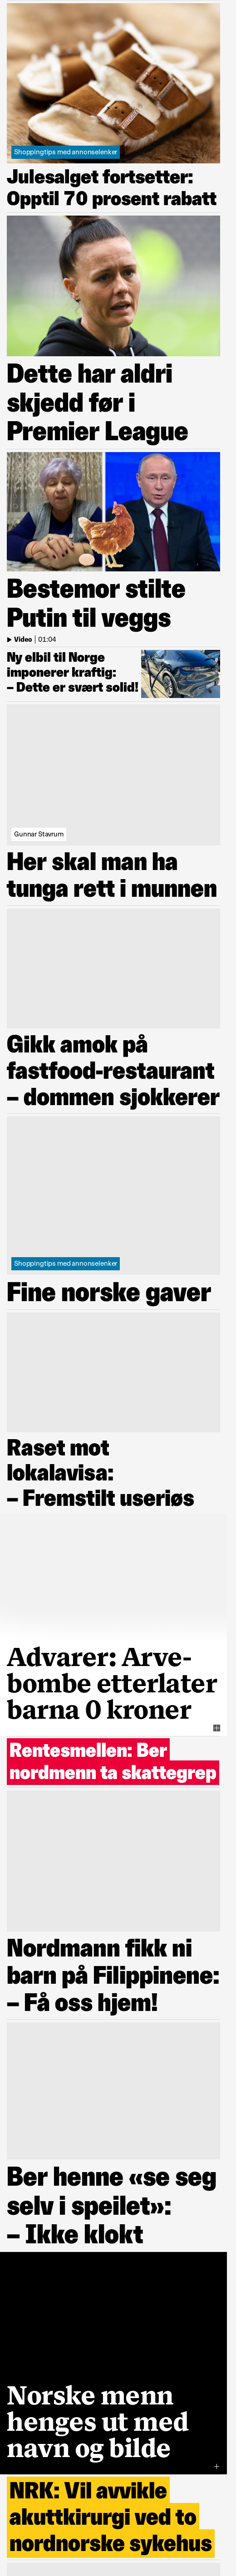 Shoppingtips med annonselenker
Julesalget fortsetter:
Opptil 70 prosent rabatt
Dette har aldri
skjedd før i
Premier League
Bestemor stilte
Putin til veggs
Video | 01:04
Ny elbil til Norge
imponerer kraftig:
– Dette er svært solid!
Gunnar Stavrum
Her skal man ha
tunga rett i munnen
Gikk amok på
fastfood-restaurant
– dommen sjokkerer
Shoppingtips med annonselenker
Fine norske gaver
Raset mot
lokalavisa:
– Fremstilt useriøs
Advarer: Arve-
bombe etterlater
barna 0 kroner
Rentesmellen: Ber
nordmenn ta skattegrep
Nordmann fikk ni
barn på Filippinene:
– Få oss hjem!
Ber henne «se seg
selv i speilet»:
– Ikke klokt
Norske menn
henges ut med
navn og bilde
NRK: Vil avvikle
akuttkirurgi ved to
nordnorske sykehus